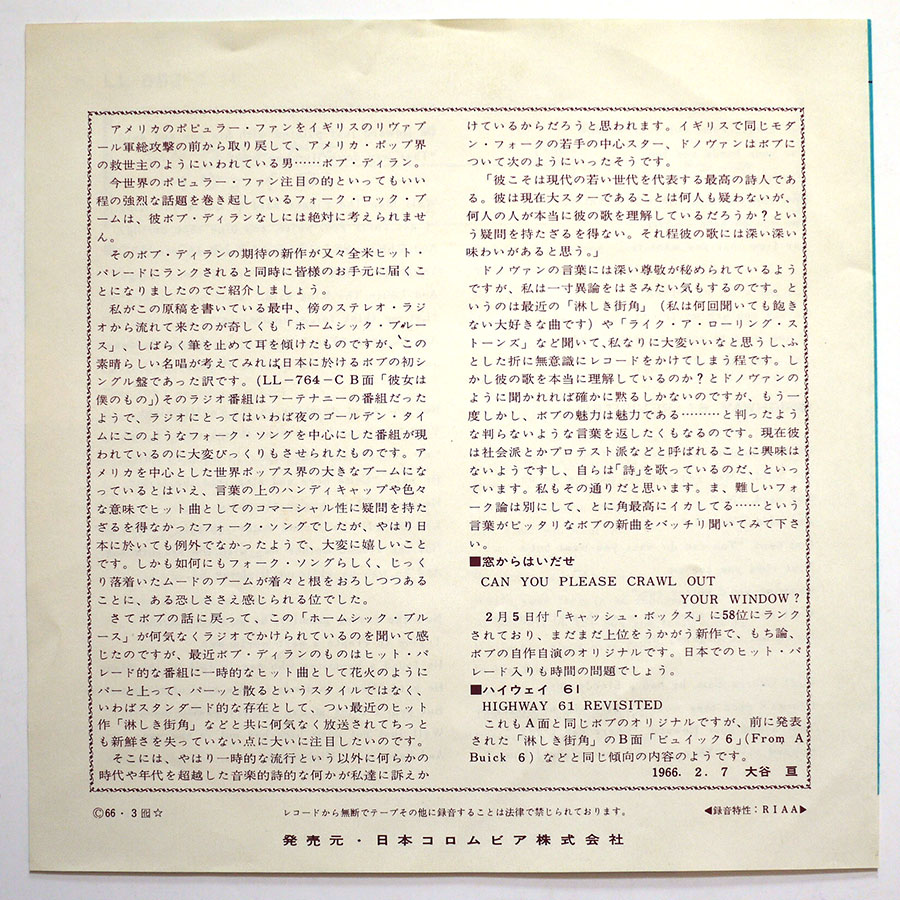 アメリカのポピュラー・ファンをイギリスのリヴァプ
ール軍総攻撃の前から取り戻して、アメリカ・ポップ界
の救世主のようにいわれている男……ボブ・ディラン。
今世界のポピュラー・ファン注目の的といってもいい
程の強烈な話題を巻き起しているフォーク・ロック・ブ
ームは、彼ボブ・ディランなしには絶対に考えられませ
ん。
そのボブ・ディランの期待の新作が又々全米ヒット・
パレードにランクされると同時に皆様のお手元に届くこ
とになりましたのでご紹介しましょう。
私がこの原稿を書いている最中、傍のステレオ・ラジ
オから流れて来たのが奇しくも「ホームシック・ブルー
ス」、しばらく筆を止めて耳を傾けたものですが、この
素晴らしい名唱が考えてみれば日本に於けるボブの初シ
ングル盤であった訳です。(LL−764−C B面「彼女は
僕のもの」)そのラジオ番組はフーテナニーの番組だった
ようで、ラジオにとってはいわば夜のゴールデン・タイ
ムにこのようなフォーク・ソングを中心にした番組が現
われているのに大変びっくりもさせられたものです。ア
メリカを中心とした世界ポップス界の大きなブームにな
っているとはいえ、言葉の上のハンディキャップや色々
な意味でヒット曲としてのコマーシャル性に疑問を持た
ざるを得なかったフォーク・ソングでしたが、やはり日
本に於いても例外でなかったようで、大変に嬉しいこと
です。しかも如何にもフォーク・ソングらしく、じっく
り落着いたムードのブームが着々と根をおろしつつある
ことに、ある恐しささえ感じられる位でした。
さてボブの話に戻って、この「ホームシック・ブル
ース」が何気なくラジオでかけられているのを聞いて感
じたのですが、最近ボブ・ディランのものはヒット・パ
レード的な番組に一時的なヒット曲として花火のように
パーと上って、パーッと散るというスタイルではなく、
いわばスタンダード的な存在として、つい最近のヒット
作「淋しき街角」などと共に何気なく放送されてちっと
も新鮮さを失っていない点に大いに注目したいのです。
そこには、やはり一時的な流行という以外に何らかの
時代や年代を超越した音楽的詩的な何かが私達に訴えか
けているからだろうと思われます。イギリスで同じモダ
ン・フォークの若手の中心スター、ドノヴァンはボブに
ついて次のようにいったそうです。
「彼こそは現代の若い世代を代表する最高の詩人であ
る。彼は現在大スターであることは何人も疑わないが、
何人の人が本当に彼の歌を理解しているだろうか？とい
う疑問を持たざるを得ない。それ程彼の歌には深い深い
味わいがあると思う。」
ドノヴァンの言葉には深い尊敬が秘められているよう
ですが、私は一寸異論をはさみたい気もするのです。と
いうのは最近の「淋しき街角」（私は何回聞いても飽き
ない大好きな曲です）や「ライク・ア・ローリング・ス
トーンズ」など聞いて、私なりに大変いいなと思うし、ふ
とした折に無意識にレコードをかけてしまう程です。し
かし彼の歌を本当に理解しているのか？とドノヴァンの
ように聞かれれば確かに黙るしかないのですが、もう一
度しかし、ボブの魅力は魅力である………と判ったよう
な判らないような言葉を返したくもなるのです。現在彼
は社会派とかプロテスト派などと呼ばれることに興味は
ないようですし、自らは「詩」を歌っているのだ、といっ
ています。私もその通りだと思います。ま、難しいフォ
ーク論は別にして、とに角最高にイカしてる……という
言葉がピッタリなボブの新曲をバッチリ聞いてみて下さ
い。
■窓からはいだせ
CAN YOU PLEASE CRAWL OUT
YOUR WINDOW？
2月5日付「キャッシュ・ボックス」に58位にランク
されており、まだまだ上位をうかがう新作で、もち論、
ボブの自作自演のオリジナルです。日本でのヒット・パ
レード入りも時間の問題でしょう。
■ハイウェイ 61
HIGHWAY 61 REVISITED
これもA面と同じボブのオリジナルですが、前に発表
された「淋しき街角」のB面「ビュイック6」(From A
Buick 6) などと同じ傾向の内容のようです。
1966. 2. 7 大谷 亘
Ⓒ66・3 ☆
レコードから無断でテープその他に録音することは法律で禁じられております。
◀録音特性：RIAA▶
発売元・日本コロムビア株式会社